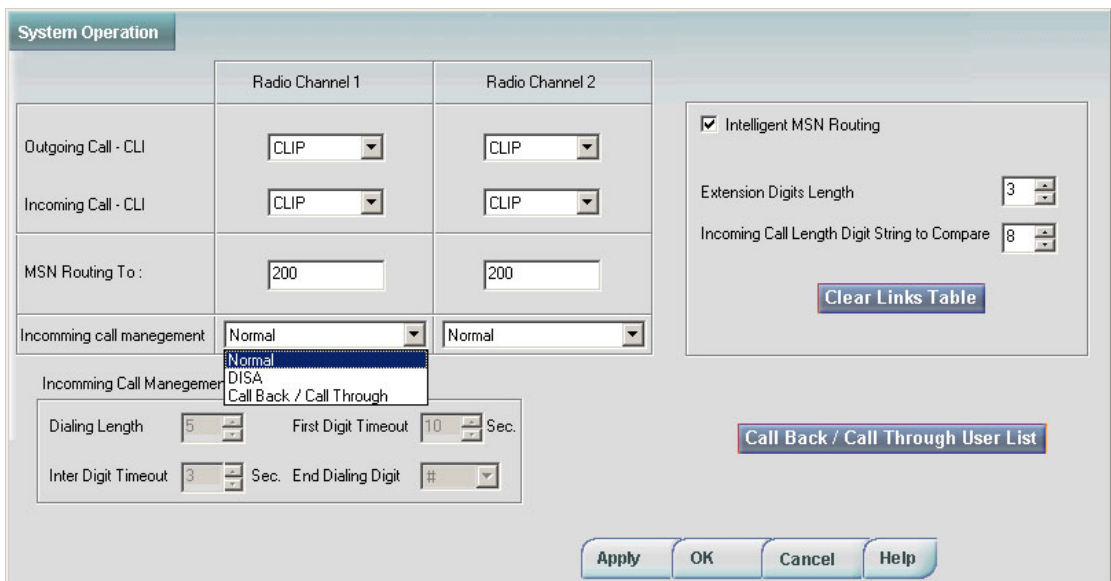 System Operation
Radio Channel 1 Radio Channel 2
Outgoing Call - CLI CLIP CLIP
Incoming Call - CLI CLIP CLIP
MSN Routing To : 200 200
Incomming call manegement Normal Normal
Normal
DISA
Call Back / Call Through
Incomming Call Manegemen
Dialing Length 5 First Digit Timeout 10 Sec.
Inter Digit Timeout 3 Sec. End Dialing Digit #
Intelligent MSN Routing
Extension Digits Length 3
Incoming Call Length Digit String to Compare 8
Clear Links Table
Call Back / Call Through User List
Apply OK Cancel Help